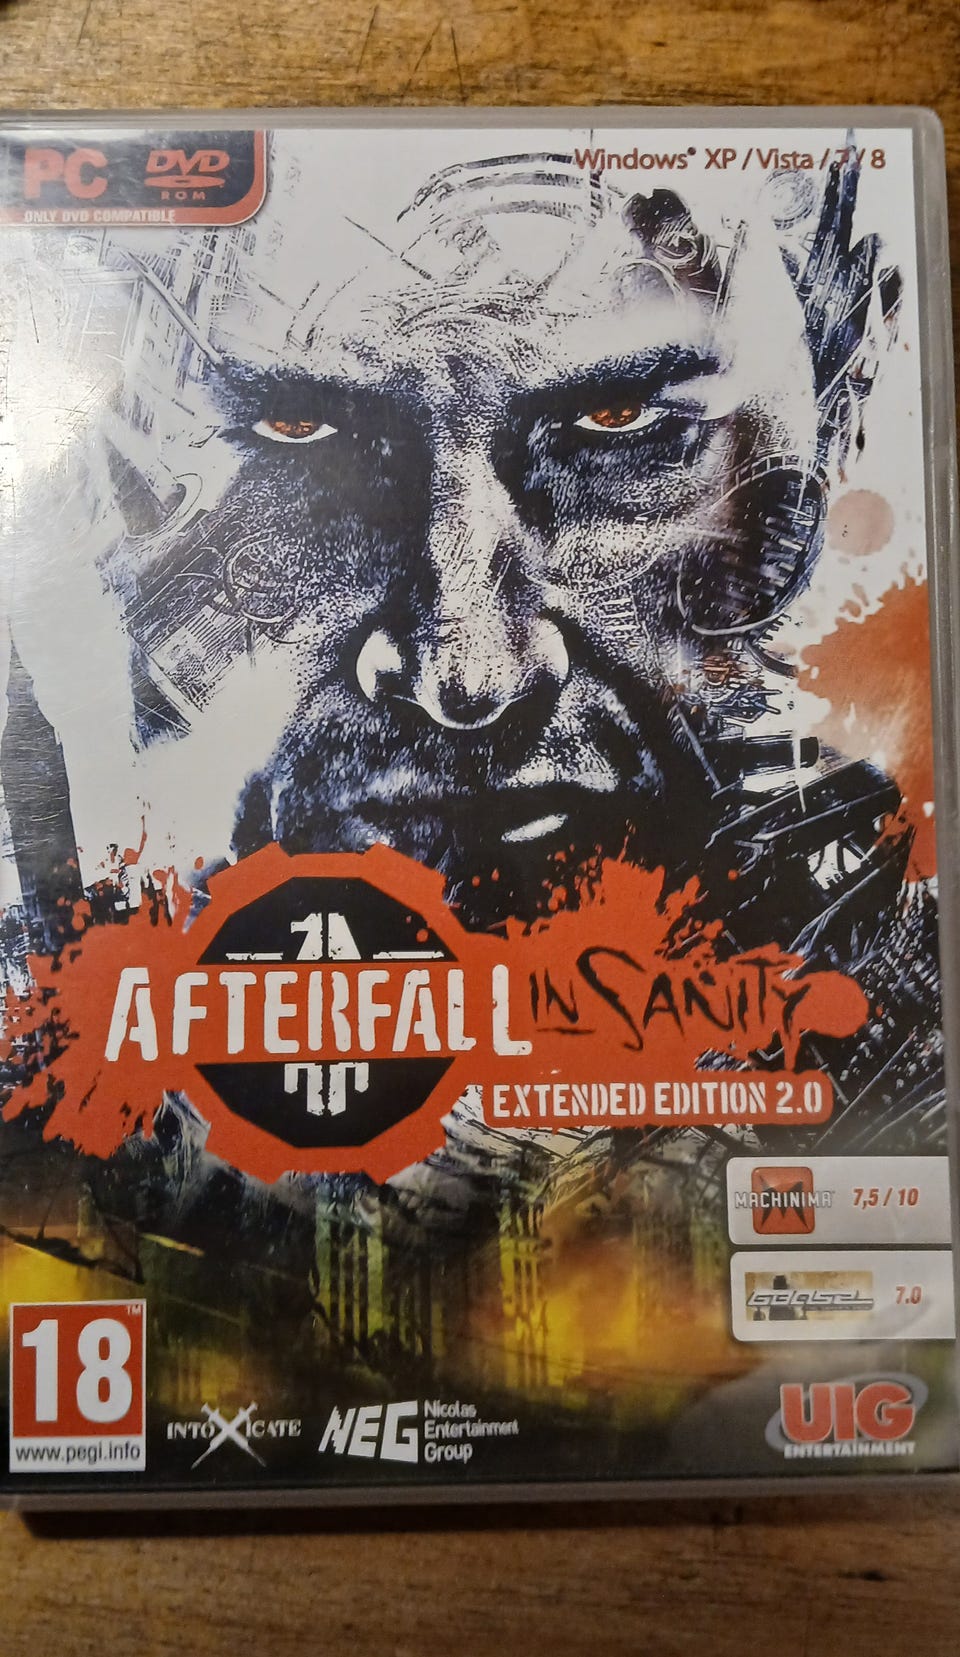 PC DVD
ROM
ONLY DVD COMPATIBLE
Windows® XP / Vista / 7 / 8
AFTERFALL
INSANITY
EXTENDED EDITION 2.0
MACHINIMA 7,5 / 10
7.0
18™
www.pegi.info
INTOXICATE
NEG Nicolas
Entertainment
Group
UIG
ENTERTAINMENT